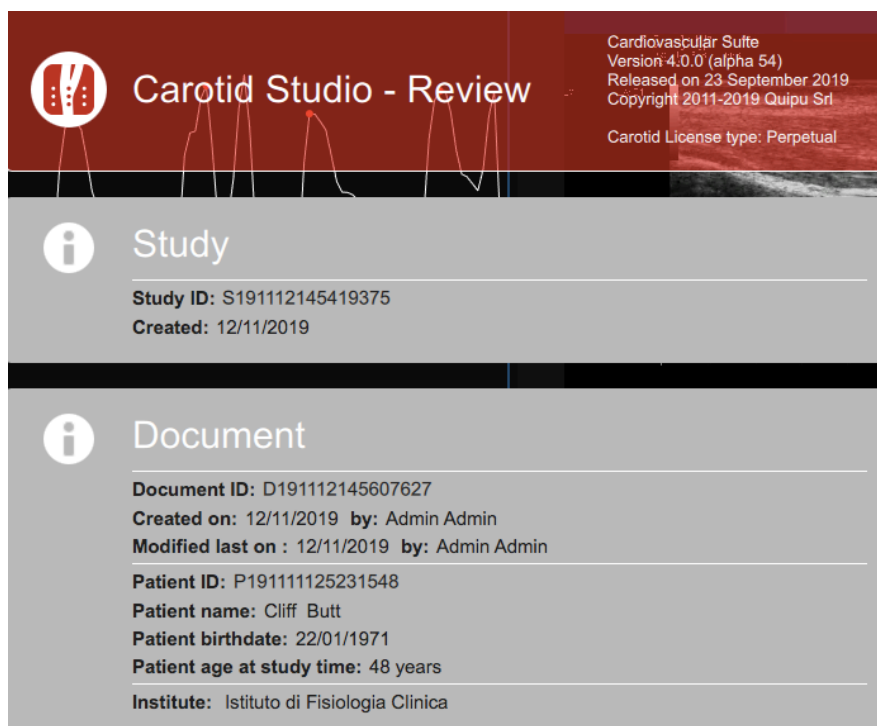 Carotid Studio - Review
Cardiovascular Suite
Version 4.0.0 (alpha 54)
Released on 23 September 2019
Copyright 2011-2019 Quipu Srl
Carotid License type: Perpetual
Study
Study ID: S191112145419375
Created: 12/11/2019
Document
Document ID: D191112145607627
Created on: 12/11/2019 by: Admin Admin
Modified last on : 12/11/2019 by: Admin Admin
Patient ID: P191111125231548
Patient name: Cliff Butt
Patient birthdate: 22/01/1971
Patient age at study time: 48 years
Institute: Istituto di Fisiologia Clinica